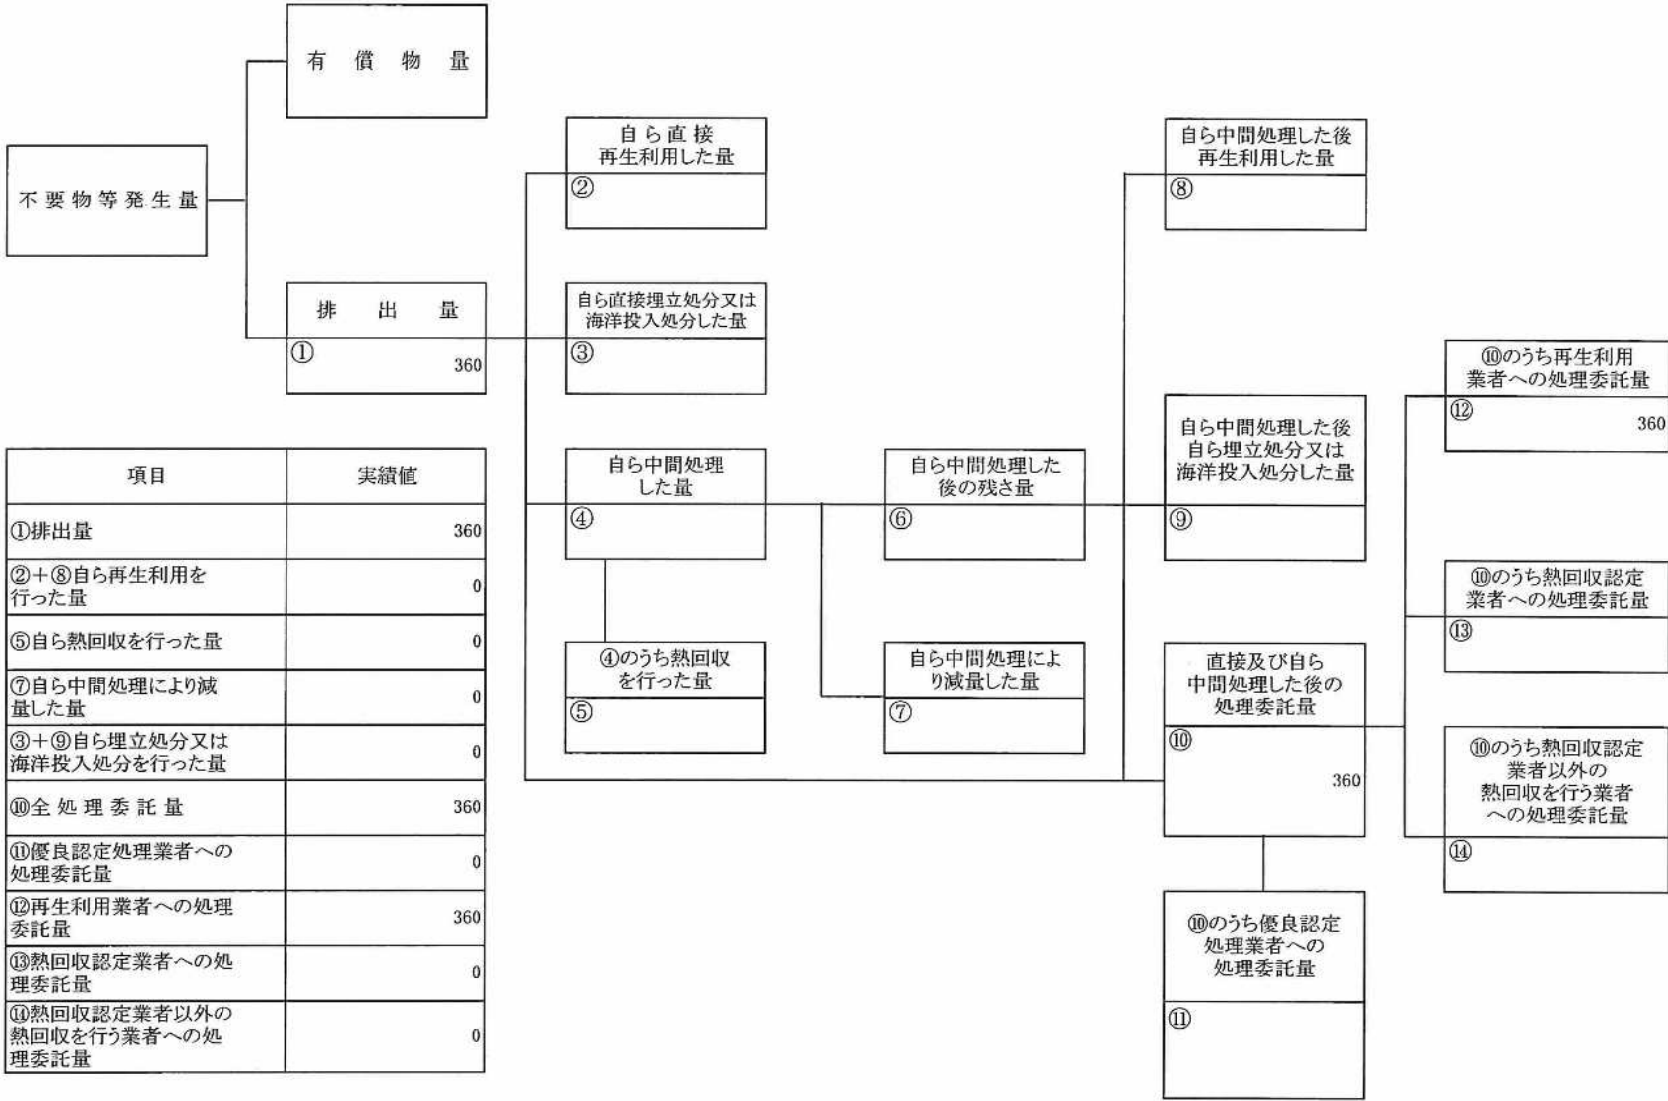 有償物量
不要物等発生量
排出量
①
360
自ら直接
再生利用した量
②
自ら直接埋立処分又は
海洋投入処分した量
③
自ら中間処理
した量
④
④のうち熱回収
を行った量
⑤
自ら中間処理した
後の残さ量
⑥
自ら中間処理によ
り減量した量
⑦
自ら中間処理した後
再生利用した量
⑧
自ら中間処理した後
自ら埋立処分又は
海洋投入処分した量
⑨
直接及び自ら
中間処理した後の
処理委託量
⑩
360
⑩のうち優良認定
処理業者への
処理委託量
⑪
⑩のうち再生利用
業者への処理委託量
⑫
360
⑩のうち熱回収認定
業者への処理委託量
⑬
⑩のうち熱回収認定
業者以外の
熱回収を行う業者
への処理委託量
⑭
項目 実績値
①排出量 360
②+⑧自ら再生利用を
行った量 0
⑤自ら熱回収を行った量 0
⑦自ら中間処理により減
量した量 0
③+⑨自ら埋立処分又は
海洋投入処分を行った量 0
⑩全処理委託量 360
⑪優良認定処理業者への
処理委託量 0
⑫再生利用業者への処理
委託量 360
⑬熱回収認定業者への処
理委託量 0
⑭熱回収認定業者以外の
熱回収を行う業者への処
理委託量 0